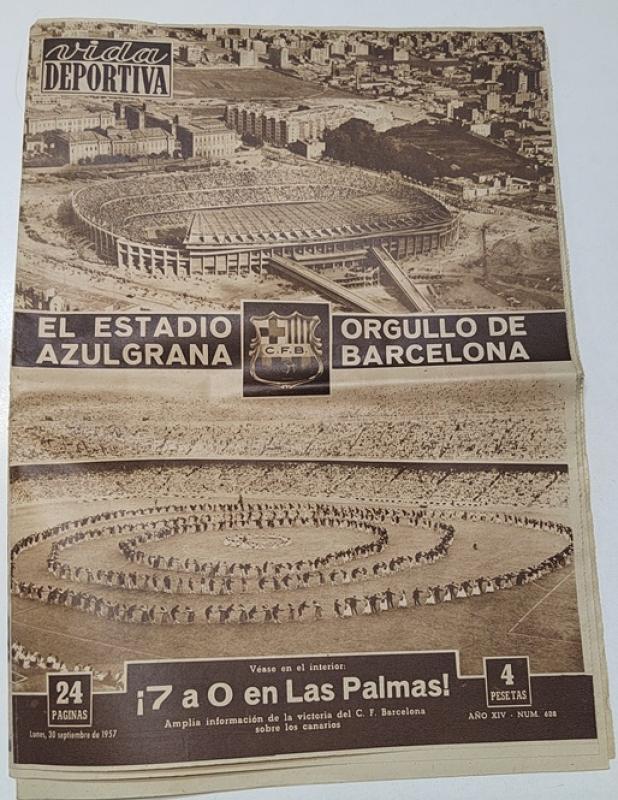 vida
DEPORTIVA
EL ESTADIO
AZULGRANA
C.F.B.
ORGULLO DE
BARCELONA
Véase en el interior:
¡7 a 0 en Las Palmas!
Amplia información de la victoria del C. F. Barcelona
sobre los canarios
24
PAGINAS
Lunes, 30 septiembre de 1957
4
PESETAS
AÑO XIV - NUM. 628